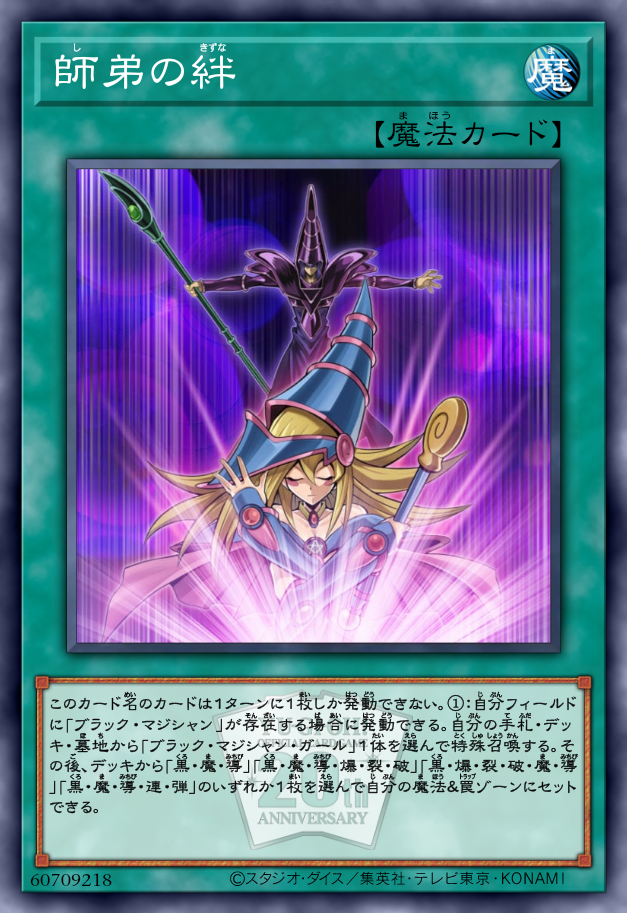 師弟の絆
魔
【魔法カード】
このカード名のカードは1ターンに1枚しか発動できない。①:自分フィールド
に「ブラック・マジシャン」が存在する場合に発動できる。自分の手札・デッ
キ・墓地から「ブラック・マジシャン・ガール」1体を選んで特殊召喚する。そ
の後、デッキから「黒・魔・導」「黒・魔・導・爆・裂・破」「黒・爆・裂・破・魔・導
」「黒・魔・導・連・弾」のいずれか1枚を選んで自分の魔法&罠ゾーンにセット
できる。
20th
ANNIVERSARY
60709218
©スタジオ・ダイス/集英社・テレビ東京・KONAMI